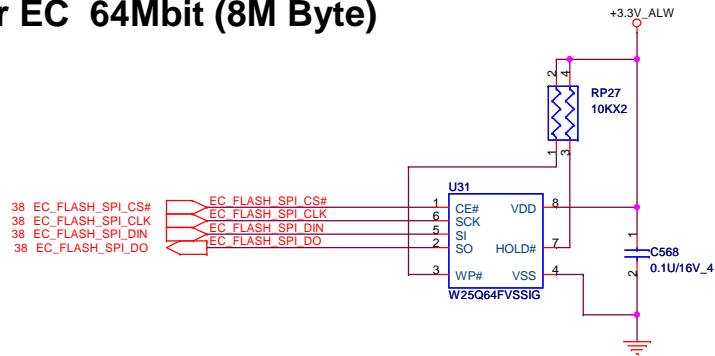 r EC 64Mbit (8M Byte)
+3.3V_ALW
2 4
RP27
10KX2
1 3
U31
38 EC_FLASH_SPI_CS# EC_FLASH_SPI_CS# 1 CE# VDD 8
38 EC_FLASH_SPI_CLK EC_FLASH_SPI_CLK 6 SCK
38 EC_FLASH_SPI_DIN EC_FLASH_SPI_DIN 5 SI
38 EC_FLASH_SPI_DO EC_FLASH_SPI_DO 2 SO HOLD# 7
3 WP# VSS 4
W25Q64FVSSIG
1
C568
0.1U/16V_4
2